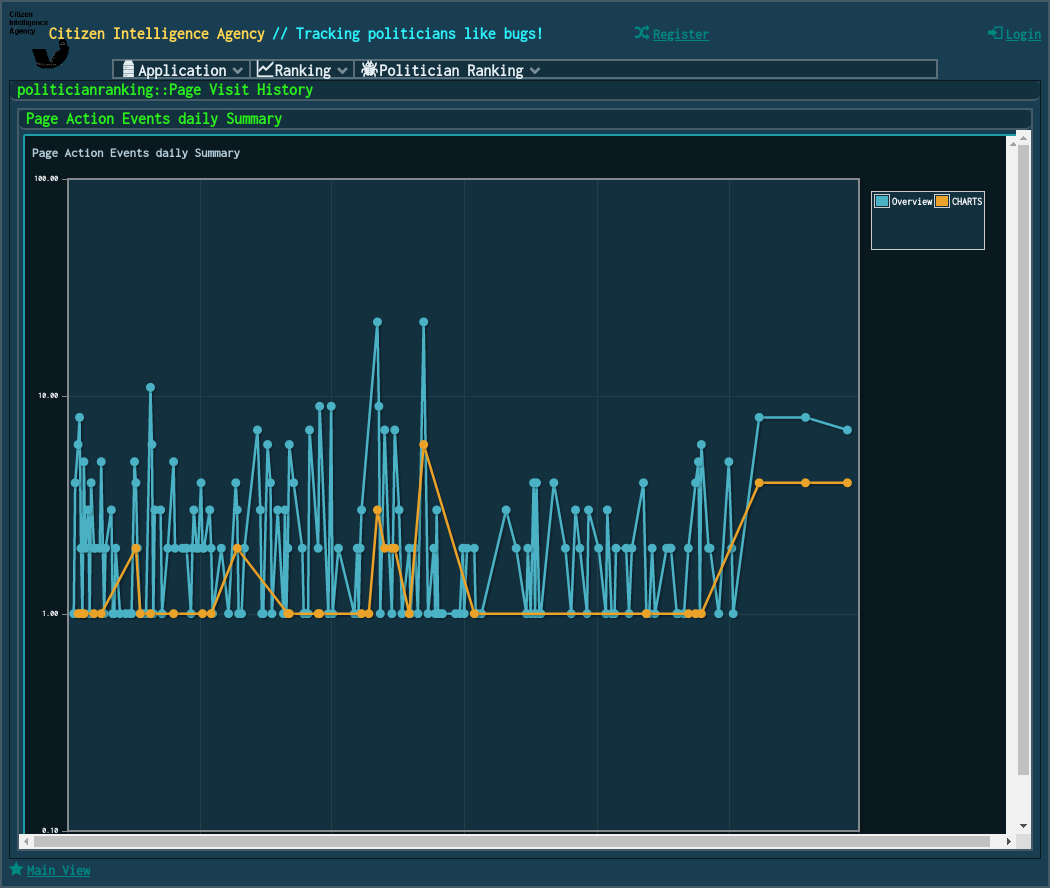 Citizen
Intelligence
Agency
Citizen Intelligence Agency // Tracking politicians like bugs!
Register
Login
Application
Ranking
Politician Ranking
politicianranking::Page Visit History
Page Action Events daily Summary
Page Action Events daily Summary
100.00
Overview
CHARTS
10.00
1.00
0.10
Main View